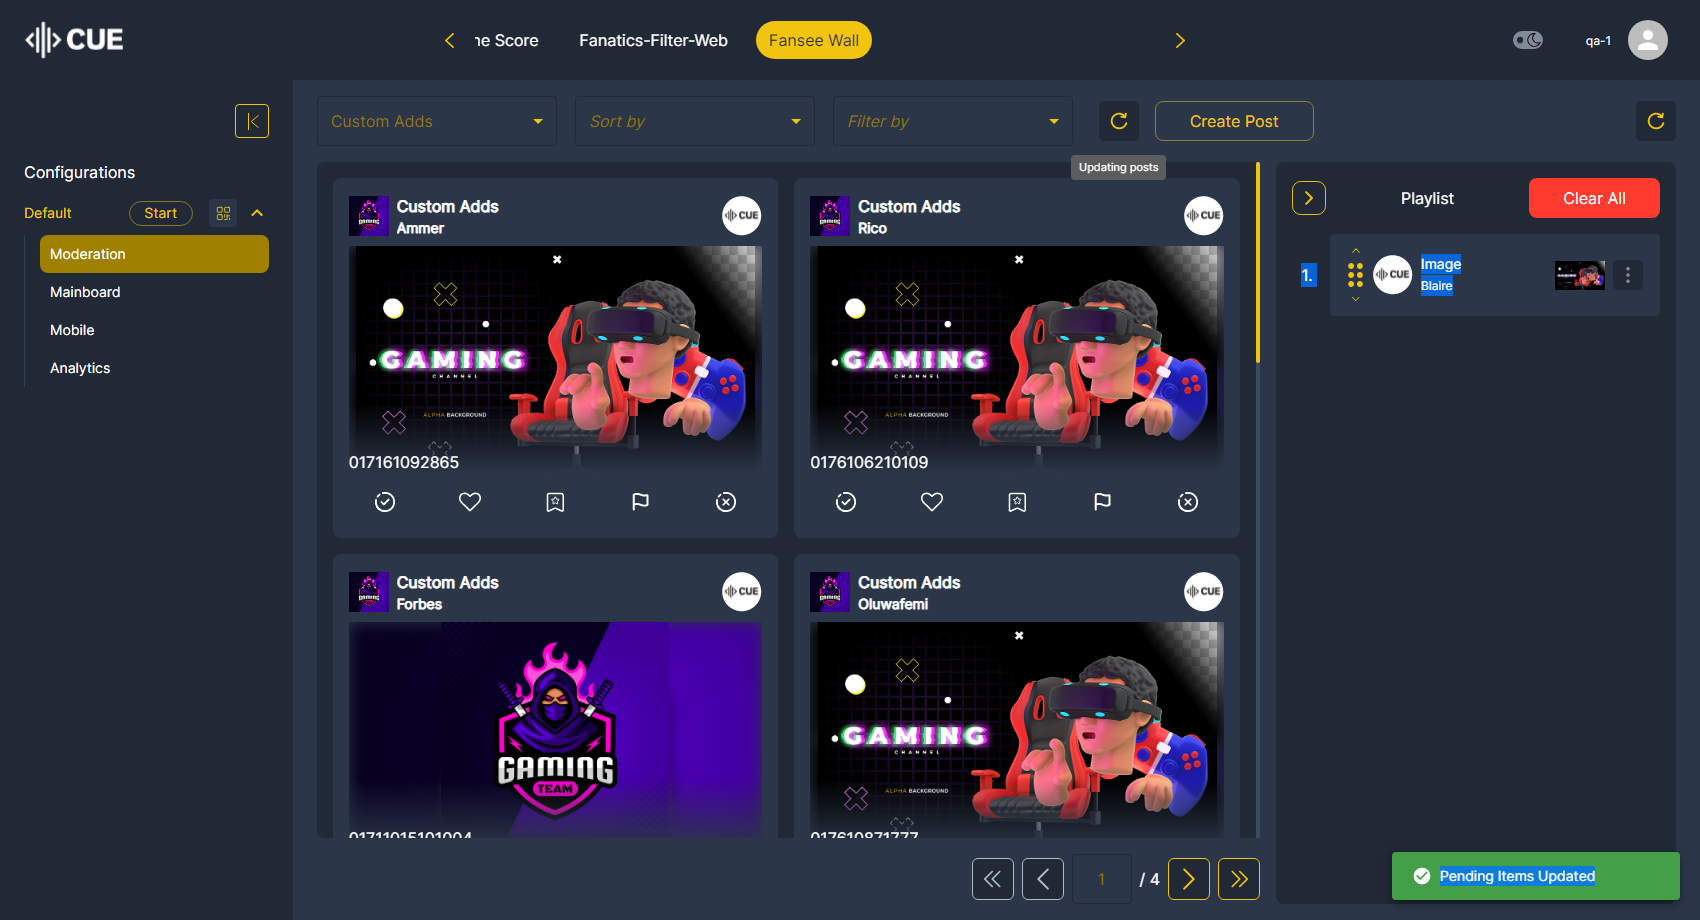 CUE
ne Score
Fanatics-Filter-Web
Fansee Wall
qa-1
Configurations
Default
Start
Moderation
Mainboard
Mobile
Analytics
Custom Adds
Sort by
Filter by
Create Post
Updating posts
Custom Adds
Ammer
CUE
GAMING
CHANNEL
ALPHA BACKGROUND
017161092865
Custom Adds
Rico
CUE
GAMING
CHANNEL
ALPHA BACKGROUND
0176106210109
Custom Adds
Forbes
CUE
GAMING
TEAM
01711015101004
Custom Adds
Oluwafemi
CUE
GAMING
CHANNEL
ALPHA BACKGROUND
017610871777
1
/ 4
Playlist
Clear All
1.
CUE
Image
Blaire
Pending Items Updated